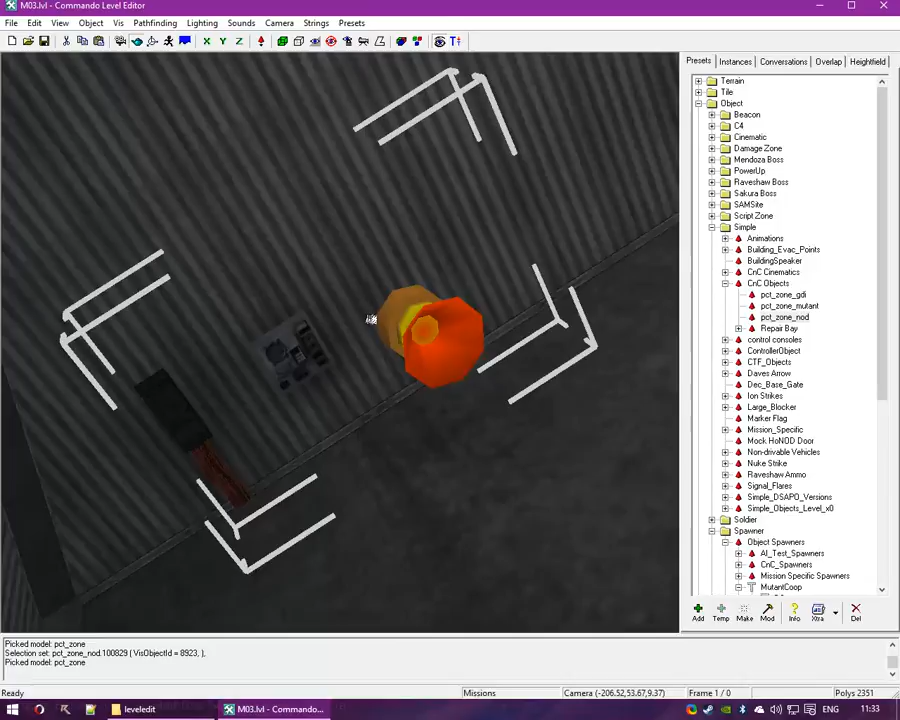 M03.lvl - Commando Level Editor
File Edit View Object Vis Pathfinding Lighting Sounds Camera Strings Presets
X Y Z
Presets Instances Conversations Overlap Heightfield
Terrain
Tile
Object
Beacon
C4
Cinematic
Damage Zone
Mendoza Boss
PowerUp
Raveshaw Boss
Sakura Boss
SAMSite
Script Zone
Simple
Animations
Building_Evac_Points
BuildingSpeaker
CnC Cinematics
CnC Objects
pct_zone_gdi
pct_zone_mutant
pct_zone_nod
Repair Bay
control consoles
ControllerObject
CTF_Objects
Daves Arrow
Dec_Base_Gate
Ion Strikes
Large_Blocker
Marker Flag
Mission_Specific
Mock HoNOD Door
Non-drivable Vehicles
Nuke Strike
Raveshaw Ammo
Signal_Flares
Simple_DSAPO_Versions
Simple_Objects_Level_x0
Soldier
Spawner
Object Spawners
AI_Test_Spawners
CnC_Spawners
Mission Specific Spawners
MutantCoop
Add Temp Make Mod Info Xtra Del
Picked model: pct_zone
Selection set: pct_zone_nod.100829 ( VisObjectId = 8923, ),
Picked model: pct_zone
Ready Missions Camera (-206.52,53.67,9.37) Frame 1 / 0 Polys 2351
leveledit M03.lvl - Commando... ENG 11:33